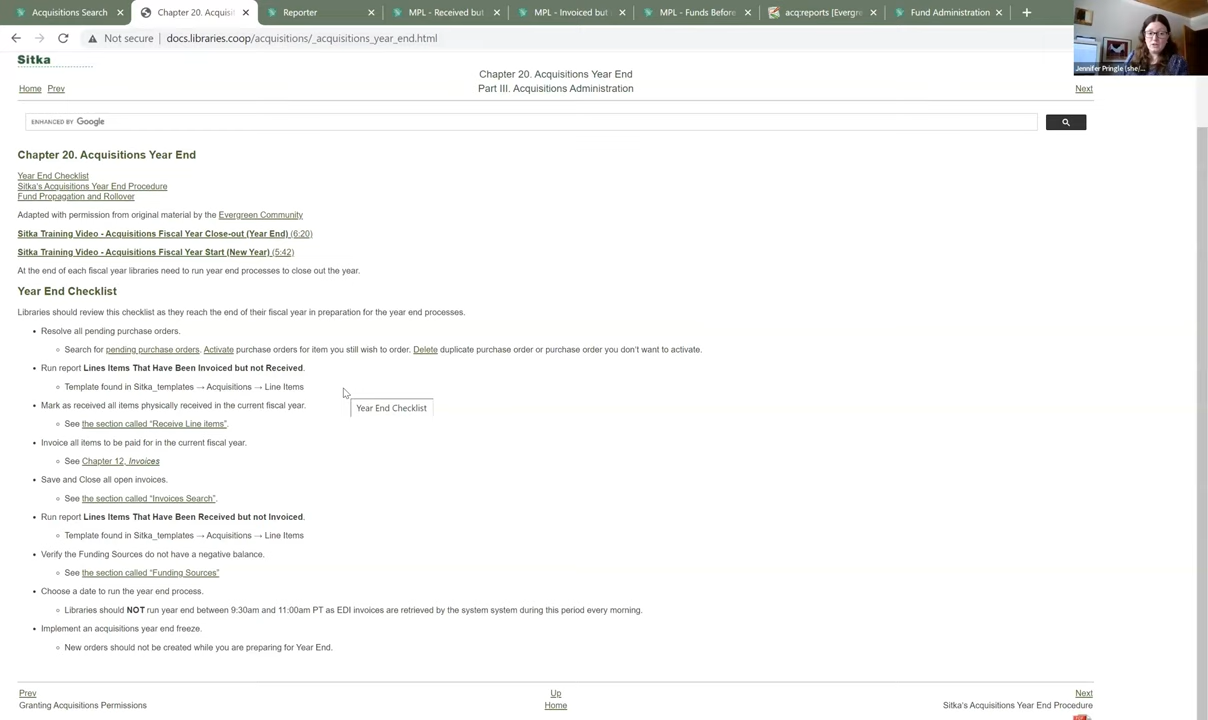 Acquisitions Search
Chapter 20. Acquisi
Reporter
MPL - Received but
MPL - Invoiced but
MPL - Funds Before
acq:reports [Evergre
Fund Administration
Not secure
docs.libraries.coop/acquisitions/_acquisitions_year_end.html
Jennifer Pringle (she/...
Sitka
Chapter 20. Acquisitions Year End
Home Prev
Part III. Acquisitions Administration
Next
ENHANCED BY Google
Chapter 20. Acquisitions Year End
Year End Checklist
Sitka's Acquisitions Year End Procedure
Fund Propagation and Rollover
Adapted with permission from original material by the Evergreen Community
Sitka Training Video - Acquisitions Fiscal Year Close-out (Year End) (6:20)
Sitka Training Video - Acquisitions Fiscal Year Start (New Year) (5:42)
At the end of each fiscal year libraries need to run year end processes to close out the year.
Year End Checklist
Libraries should review this checklist as they reach the end of their fiscal year in preparation for the year end processes.
• Resolve all pending purchase orders.
◦ Search for pending purchase orders. Activate purchase orders for item you still wish to order. Delete duplicate purchase order or purchase order you don't want to activate.
• Run report Lines Items That Have Been Invoiced but not Received.
◦ Template found in Sitka_templates → Acquisitions → Line Items
• Mark as received all items physically received in the current fiscal year.
Year End Checklist
◦ See the section called "Receive Line items".
• Invoice all items to be paid for in the current fiscal year.
◦ See Chapter 12, Invoices
• Save and Close all open invoices.
◦ See the section called "Invoices Search".
• Run report Lines Items That Have Been Received but not Invoiced.
◦ Template found in Sitka_templates → Acquisitions → Line Items
• Verify the Funding Sources do not have a negative balance.
◦ See the section called "Funding Sources"
• Choose a date to run the year end process.
◦ Libraries should NOT run year end between 9:30am and 11:00am PT as EDI invoices are retrieved by the system system during this period every morning.
• Implement an acquisitions year end freeze.
◦ New orders should not be created while you are preparing for Year End.
Prev
Up
Next
Granting Acquisitions Permissions
Home
Sitka's Acquisitions Year End Procedure